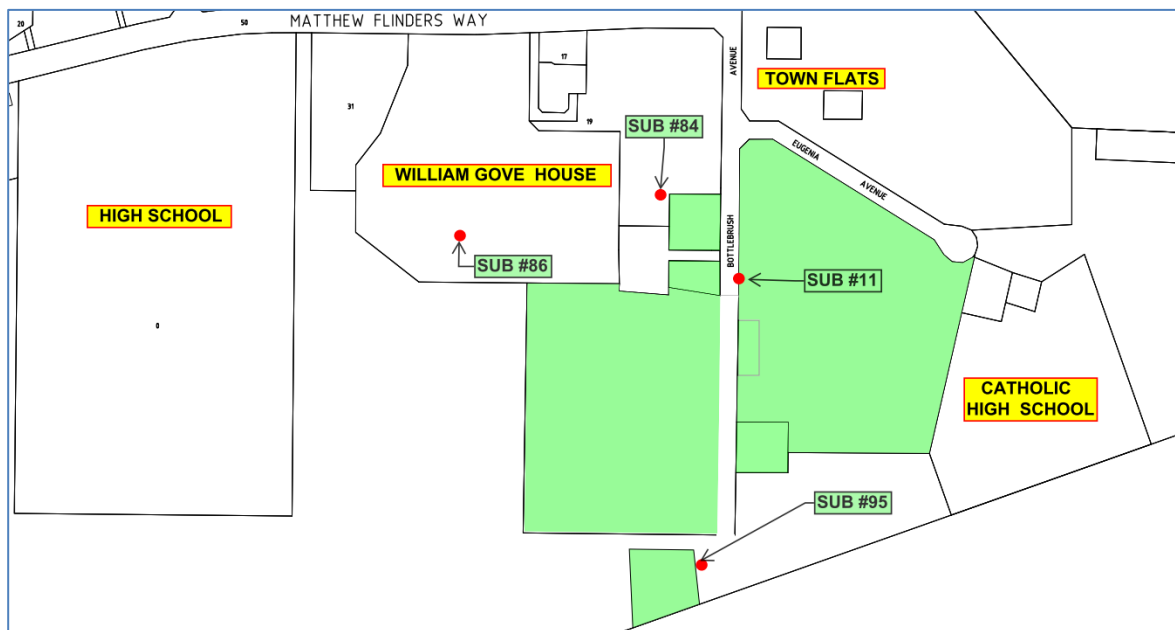 MATTHEW FLINDERS WAY
20
50
17
AVENUE
TOWN FLATS
31
19
SUB #84
EUGENIA
AVENUE
WILLIAM GOVE HOUSE
HIGH SCHOOL
BOTTLEBRUSH
SUB #86
SUB #11
0
CATHOLIC
HIGH SCHOOL
SUB #95